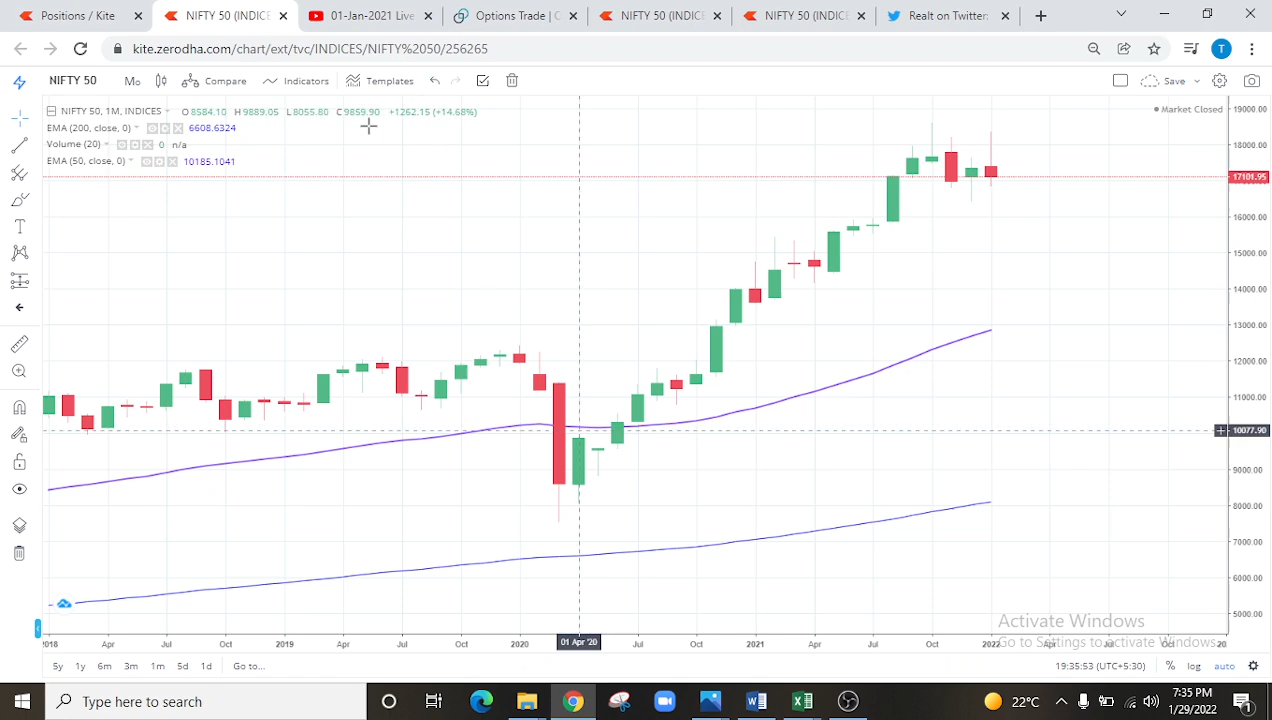 Positions / Kite
NIFTY 50 (INDICE
01-Jan-2021 Live
Options Trade | C
NIFTY 50 (INDICE
NIFTY 50 (INDICE
Realt on Twitter:
kite.zerodha.com/chart/ext/tvc/INDICES/NIFTY%2050/256265
T
NIFTY 50
Mo
Compare
Indicators
Templates
Save
NIFTY 50, 1M, INDICES O8584.10 H9889.05 L8055.80 C9859.90 +1262.15 (+14.68%)
Market Closed
EMA (200, close, 0) 6608.6324
Volume (20) 0 n/a
EMA (50, close, 0) 10185.1041
19000.00
18000.00
17101.95
16000.00
15000.00
14000.00
13000.00
12000.00
11000.00
10077.90
9000.00
8000.00
7000.00
6000.00
5000.00
2018 Apr Jul Oct 2019 Apr Jul Oct 2020 01 Apr '20 Jul Oct 2021 Apr Jul Oct 2022 Apr Jul Oct 20
Activate Windows
Go to Settings to activate Windows.
5y 1y 6m 3m 1m 5d 1d Go to...
19:35:53 (UTC+5:30) % log auto
Type here to search
22°C
7:35 PM
1/29/2022
1